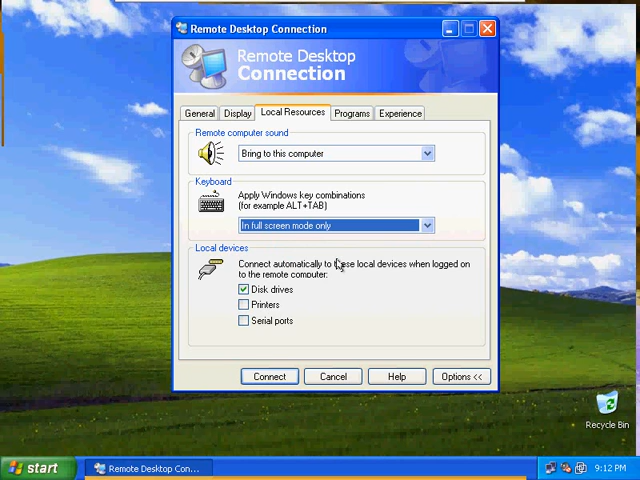 Remote Desktop Connection
Remote Desktop
Connection
General Display Local Resources Programs Experience
Remote computer sound
Bring to this computer
Keyboard
Apply Windows key combinations
(for example ALT+TAB)
In full screen mode only
Local devices
Connect automatically to these local devices when logged on
to the remote computer:
Disk drives
Printers
Serial ports
Connect Cancel Help Options <<
Recycle Bin
start Remote Desktop Con... 9:12 PM